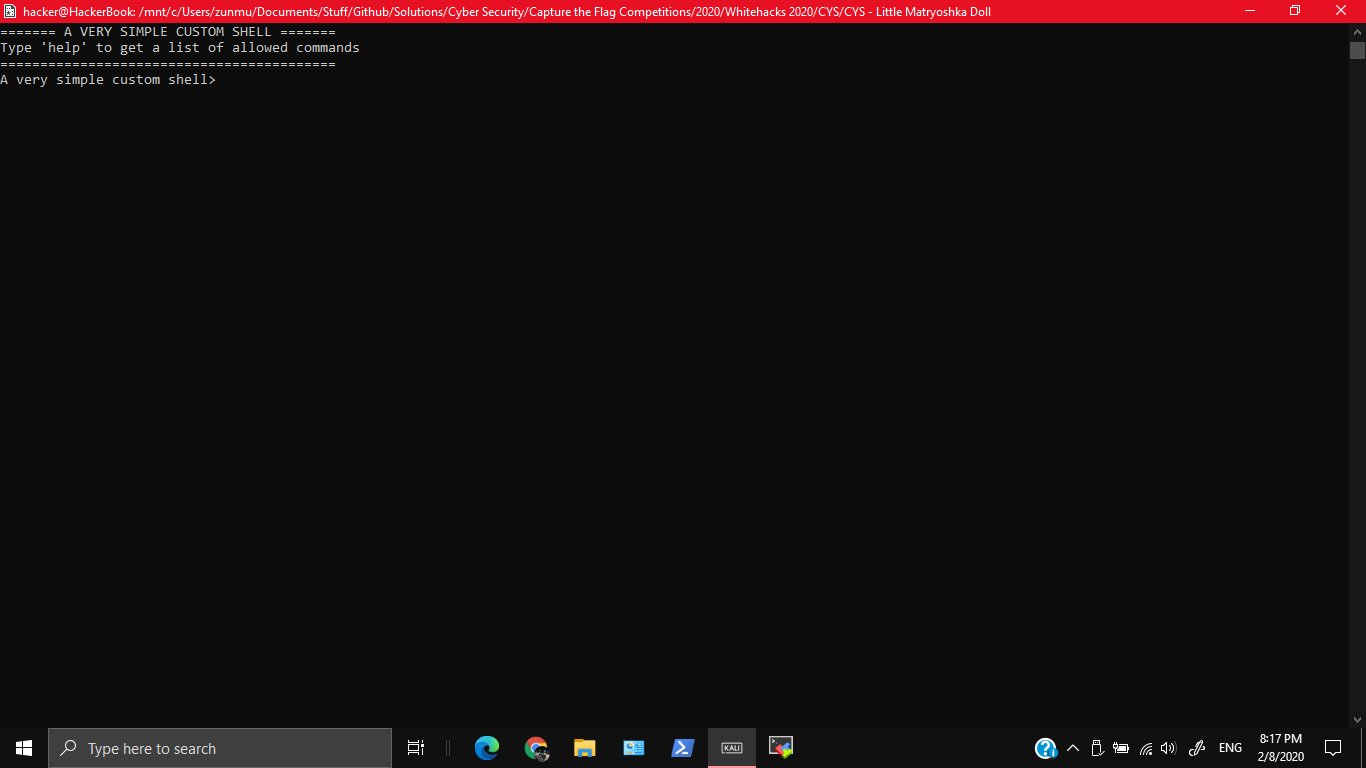 hacker@HackerBook: /mnt/c/Users/zunmu/Documents/Stuff/Github/Solutions/Cyber Security/Capture the Flag Competitions/2020/Whitehacks 2020/CYS/CYS - Little Matryoshka Doll
======= A VERY SIMPLE CUSTOM SHELL =======
Type 'help' to get a list of allowed commands
==========================================
A very simple custom shell>
Type here to search
KALI
ENG
8:17 PM
2/8/2020